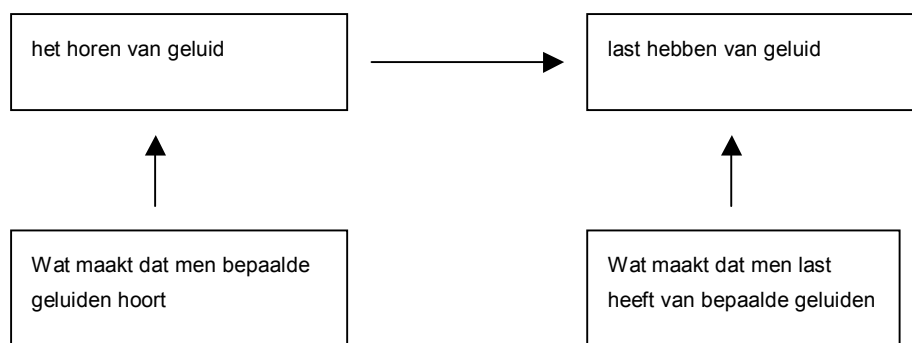 het horen van geluid
last hebben van geluid
Wat maakt dat men bepaalde
geluiden hoort
Wat maakt dat men last
heeft van bepaalde geluiden